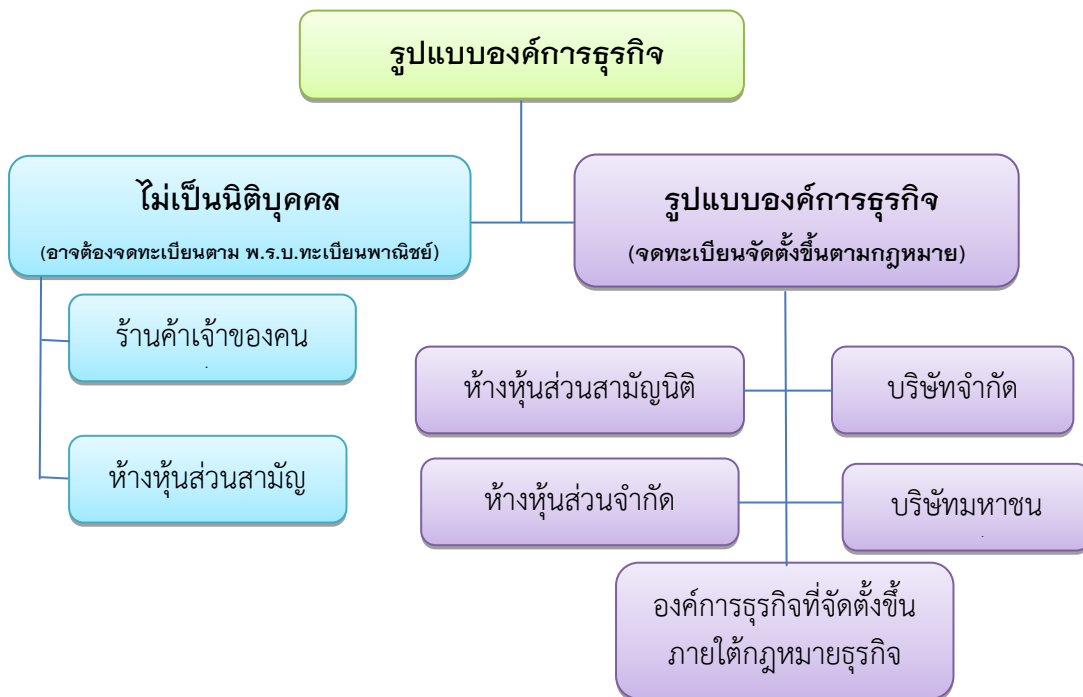 รูปแบบองค์การธุรกิจ
ไม่เป็นนิติบุคคล
(อาจต้องจดทะเบียนตาม พ.ร.บ.ทะเบียนพาณิชย์)
รูปแบบองค์การธุรกิจ
(จดทะเบียนจัดตั้งขึ้นตามกฎหมาย)
ร้านค้าเจ้าของคน
ห้างหุ้นส่วนสามัญ
ห้างหุ้นส่วนสามัญนิติ
บริษัทจำกัด
ห้างหุ้นส่วนจำกัด
บริษัทมหาชน
องค์การธุรกิจที่จัดตั้งขึ้น
ภายใต้กฎหมายธุรกิจ